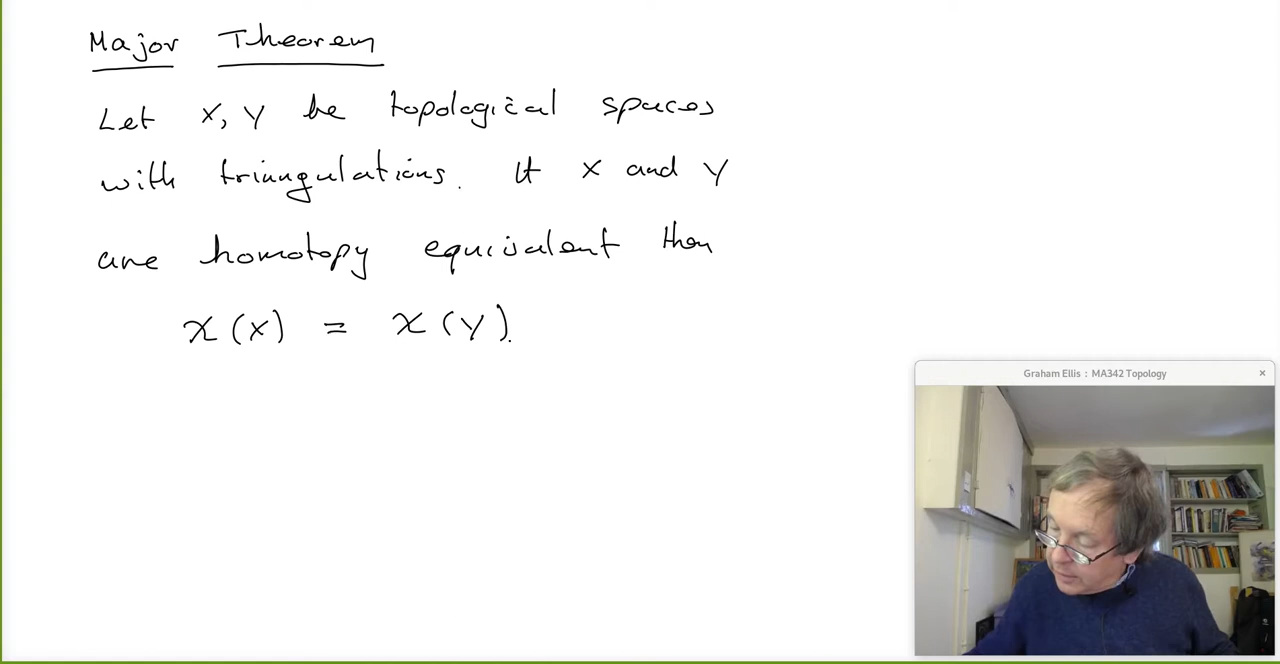 Major Theorem
Let X, Y be topological spaces
with triangulations. If X and Y
are homotopy equivalent then
χ(X) = χ(Y).
Graham Ellis : MA342 Topology